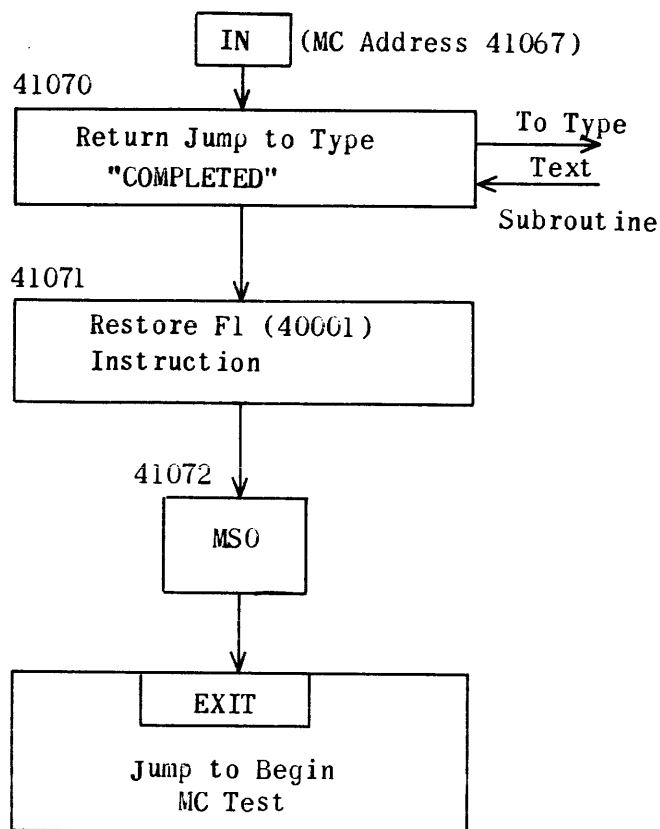 IN (MC Address 41067)
41070
Return Jump to Type
"COMPLETED"
To Type
Text
Subroutine
41071
Restore F1 (40001)
Instruction
41072
MS0
EXIT
Jump to Begin
MC Test